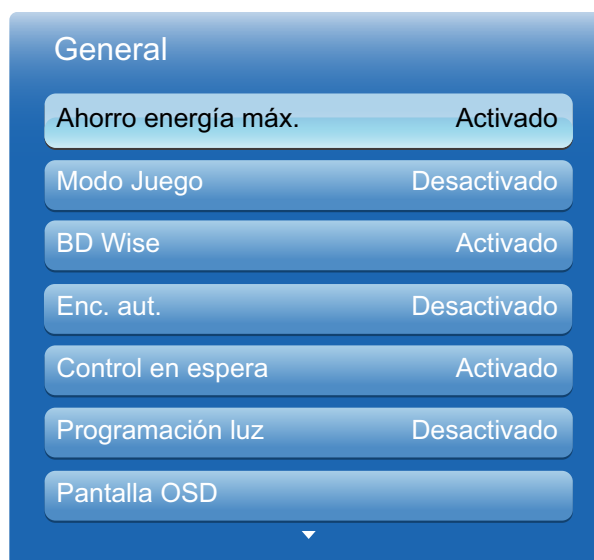 General
Ahorro energía máx. Activado
Modo Juego Desactivado
BD Wise Activado
Enc. aut. Desactivado
Control en espera Activado
Programación luz Desactivado
Pantalla OSD